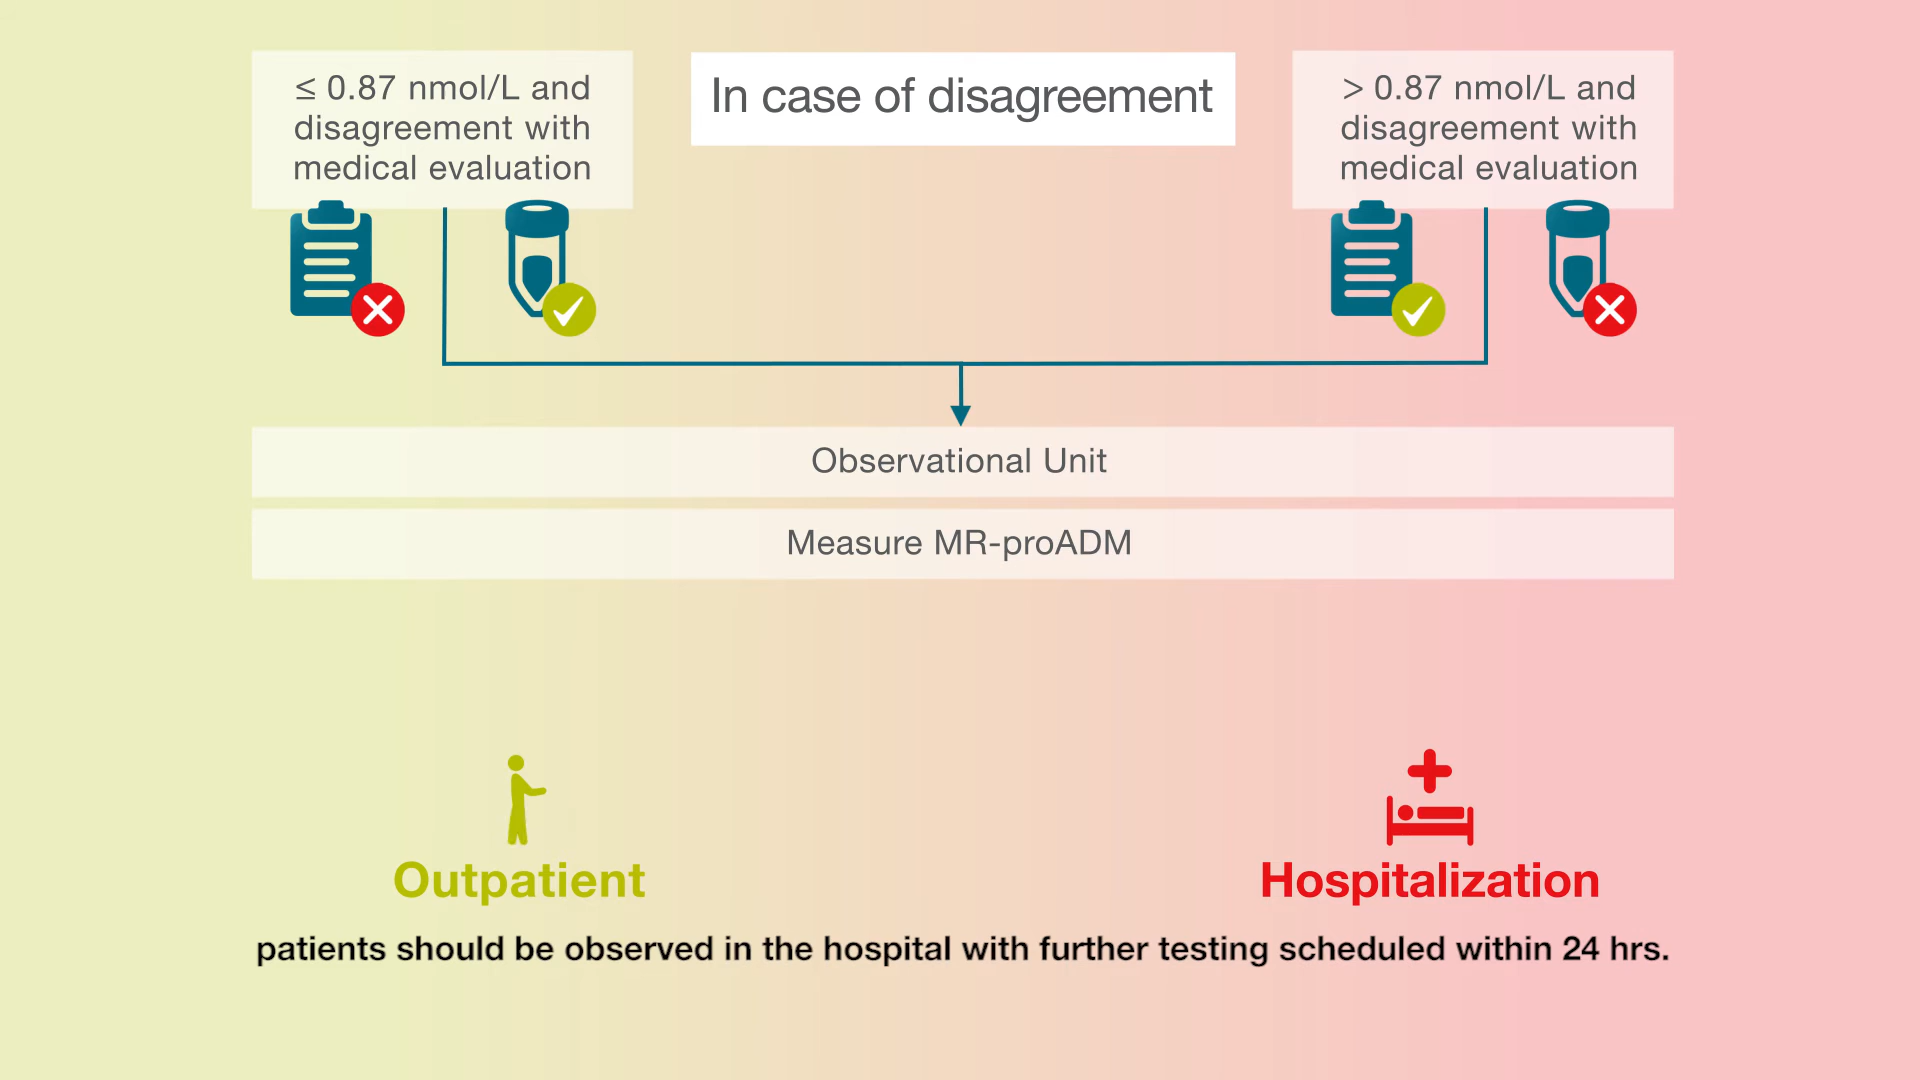 ≤ 0.87 nmol/L and
disagreement with
medical evaluation
In case of disagreement
> 0.87 nmol/L and
disagreement with
medical evaluation
Observational Unit
Measure MR-proADM
Outpatient
Hospitalization
patients should be observed in the hospital with further testing scheduled within 24 hrs.